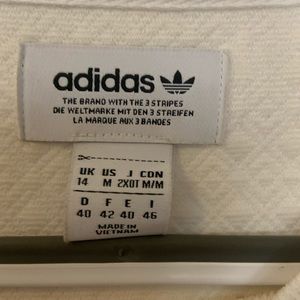 adidas
THE BRAND WITH THE 3 STRIPES
DIE WELTMARKE MIT DEN 3 STREIFEN
LA MARQUE AUX 3 BANDES
UK US J CON
14 M 2XOT M/M
D F E I
40 42 40 46
MADE IN
VIETNAM